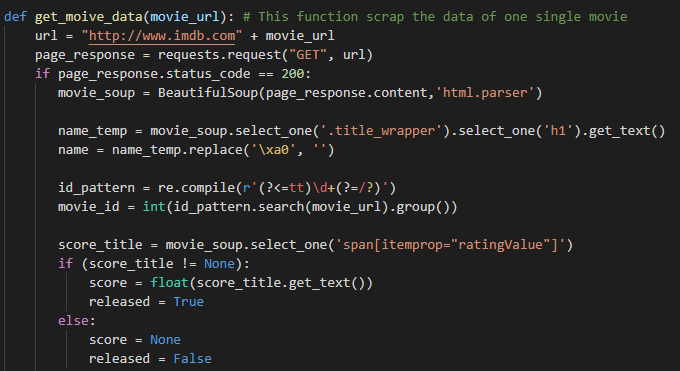 def get_moive_data(movie_url): # This function scrap the data of one single movie
    url = "http://www.imdb.com" + movie_url
    page_response = requests.request("GET", url)
    if page_response.status_code == 200:
        movie_soup = BeautifulSoup(page_response.content,'html.parser')

        name_temp = movie_soup.select_one('.title_wrapper').select_one('h1').get_text()
        name = name_temp.replace('\xa0', '')

        id_pattern = re.compile(r'(?<=tt)\d+(?=/?)')
        movie_id = int(id_pattern.search(movie_url).group())

        score_title = movie_soup.select_one('span[itemprop="ratingValue"]')
        if (score_title != None):
            score = float(score_title.get_text())
            released = True
        else:
            score = None
            released = False